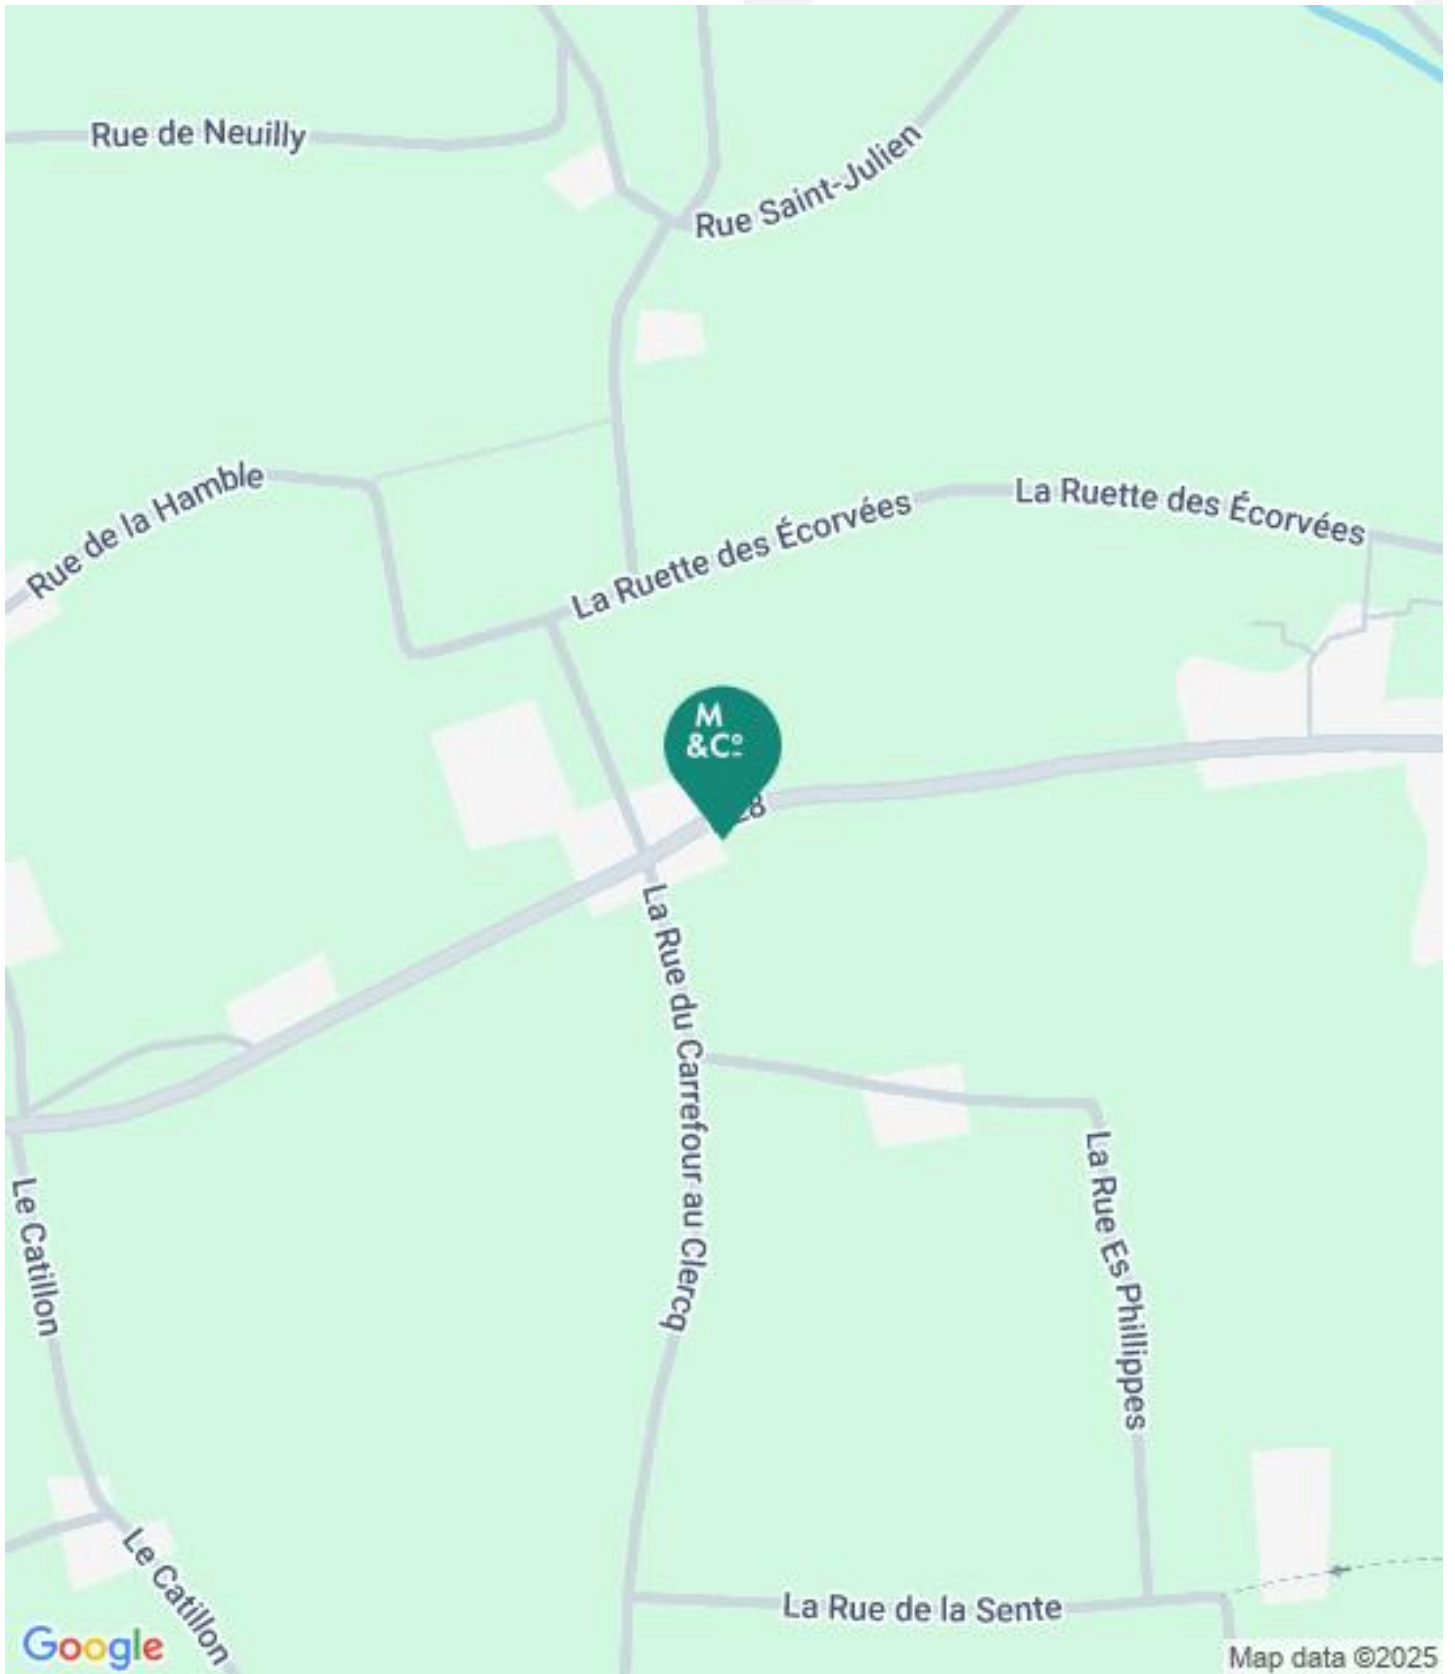 Rue de Neuilly
Rue Saint-Julien
Rue de la Hamble
La Ruette des Écorvées
La Ruette des Écorvées
M
&Cº
La Rue du Carrefour au Clercq
La Rue Es Phillippes
Le Catillon
Le Catillon
La Rue de la Sente
Google
Map data ©2025